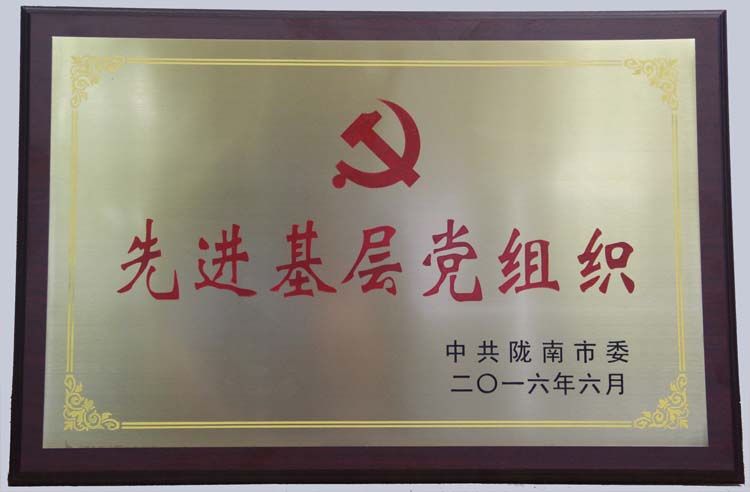 先进基层党组织
中共陇南市委
二〇一六年六月